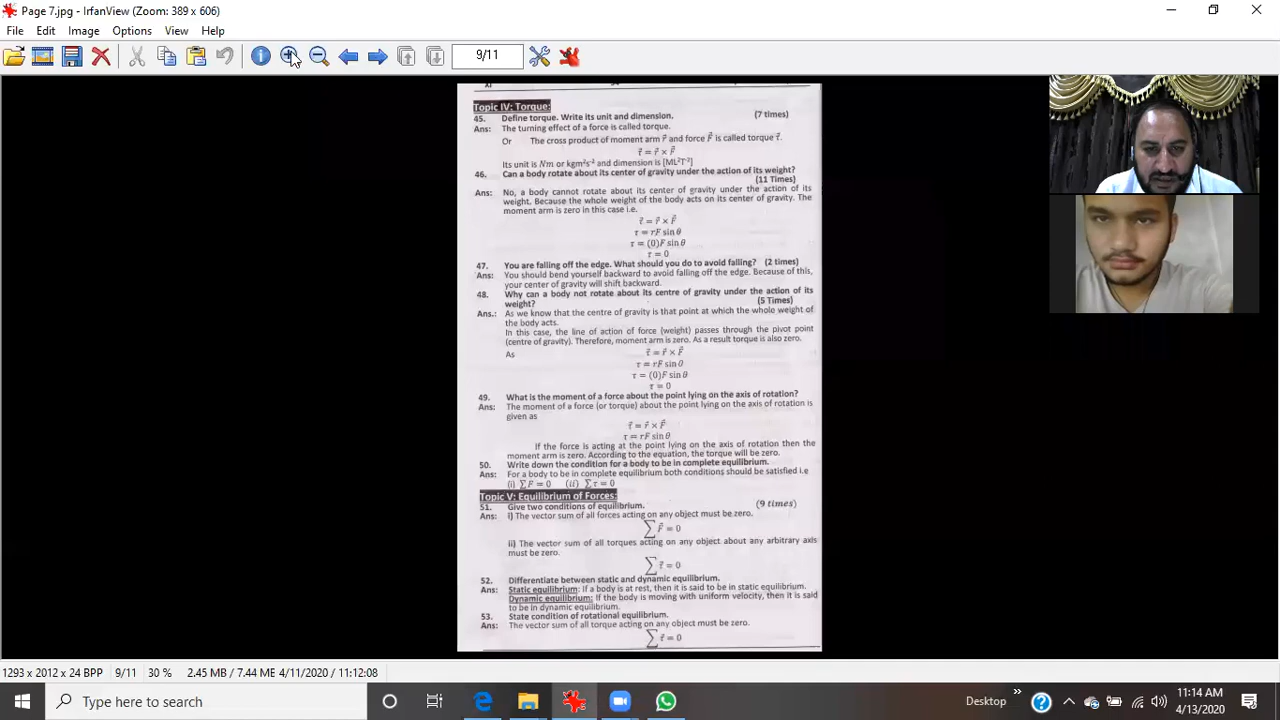 Page 7.jpg - IrfanView (Zoom: 389 x 606)
File Edit Image Options View Help
9/11
XI
Topic IV: Torque:
45. Define torque. Write its unit and dimension. (7 times)
Ans: The turning effect of a force is called torque.
Or The cross product of moment arm r⃗ and force F⃗ is called torque τ⃗.
τ⃗ = r⃗ × F⃗
Its unit is Nm or kgm²s⁻² and dimension is [ML²T⁻²]
46. Can a body rotate about its center of gravity under the action of its weight?
(11 Times)
Ans: No, a body cannot rotate about its center of gravity under the action of its
weight. Because the whole weight of the body acts on its center of gravity. The
moment arm is zero in this case i.e.
τ⃗ = r⃗ × F⃗
τ = rF sin θ
τ = (0)F sin θ
τ = 0
47. You are falling off the edge. What should you do to avoid falling? (2 times)
Ans: You should bend yourself backward to avoid falling off the edge. Because of this,
your center of gravity will shift backward.
48. Why can a body not rotate about its centre of gravity under the action of its
weight? (5 Times)
Ans.: As we know that the centre of gravity is that point at which the whole weight of
the body acts.
In this case, the line of action of force (weight) passes through the pivot point
(centre of gravity). Therefore, moment arm is zero. As a result torque is also zero.
As τ⃗ = r⃗ × F⃗
τ = rF sin θ
τ = (0)F sin θ
τ = 0
49. What is the moment of a force about the point lying on the axis of rotation?
Ans: The moment of a force (or torque) about the point lying on the axis of rotation is
given as
τ⃗ = r⃗ × F⃗
τ = rF sin θ
If the force is acting at the point lying on the axis of rotation then the
moment arm is zero. According to the equation, the torque will be zero.
50. Write down the condition for a body to be in complete equilibrium.
Ans: For a body to be in complete equilibrium both conditions should be satisfied i.e
(i) ∑F = 0 (ii) ∑τ = 0
Topic V: Equilibrium of Forces:
51. Give two conditions of equilibrium. (9 times)
Ans: i) The vector sum of all forces acting on any object must be zero.
∑F⃗ = 0
ii) The vector sum of all torques acting on any object about any arbitrary axis
must be zero.
∑τ⃗ = 0
52. Differentiate between static and dynamic equilibrium.
Ans: Static equilibrium: If a body is at rest, then it is said to be in static equilibrium.
Dynamic equilibrium: If the body is moving with uniform velocity, then it is said
to be in dynamic equilibrium.
53. State condition of rotational equilibrium.
Ans: The vector sum of all torque acting on any object must be zero.
∑τ⃗ = 0
1293 x 2012 x 24 BPP 9/11 30 % 2.45 MB / 7.44 MB 4/11/2020 / 11:12:08
Type here to search
Desktop
11:14 AM
4/13/2020